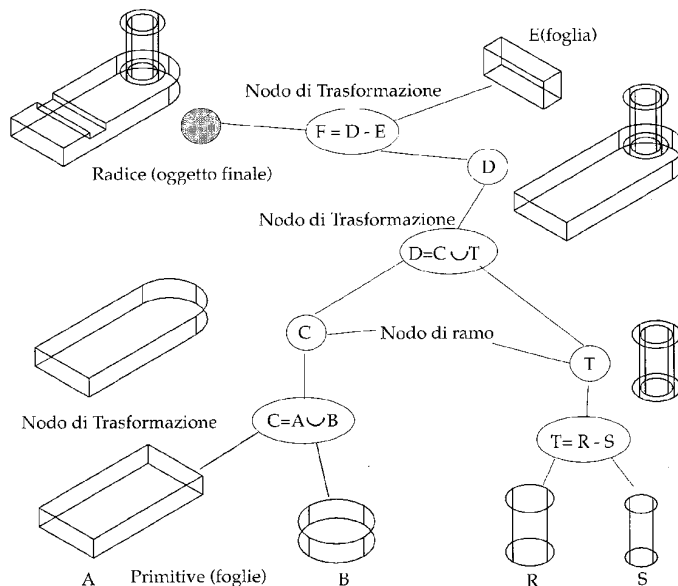 E(foglia)
Nodo di Trasformazione
F = D - E
Radice (oggetto finale)
D
Nodo di Trasformazione
D=C ∪ T
C
Nodo di ramo
T
Nodo di Trasformazione
C=A ∪ B
T= R - S
A
Primitive (foglie)
B
R
S